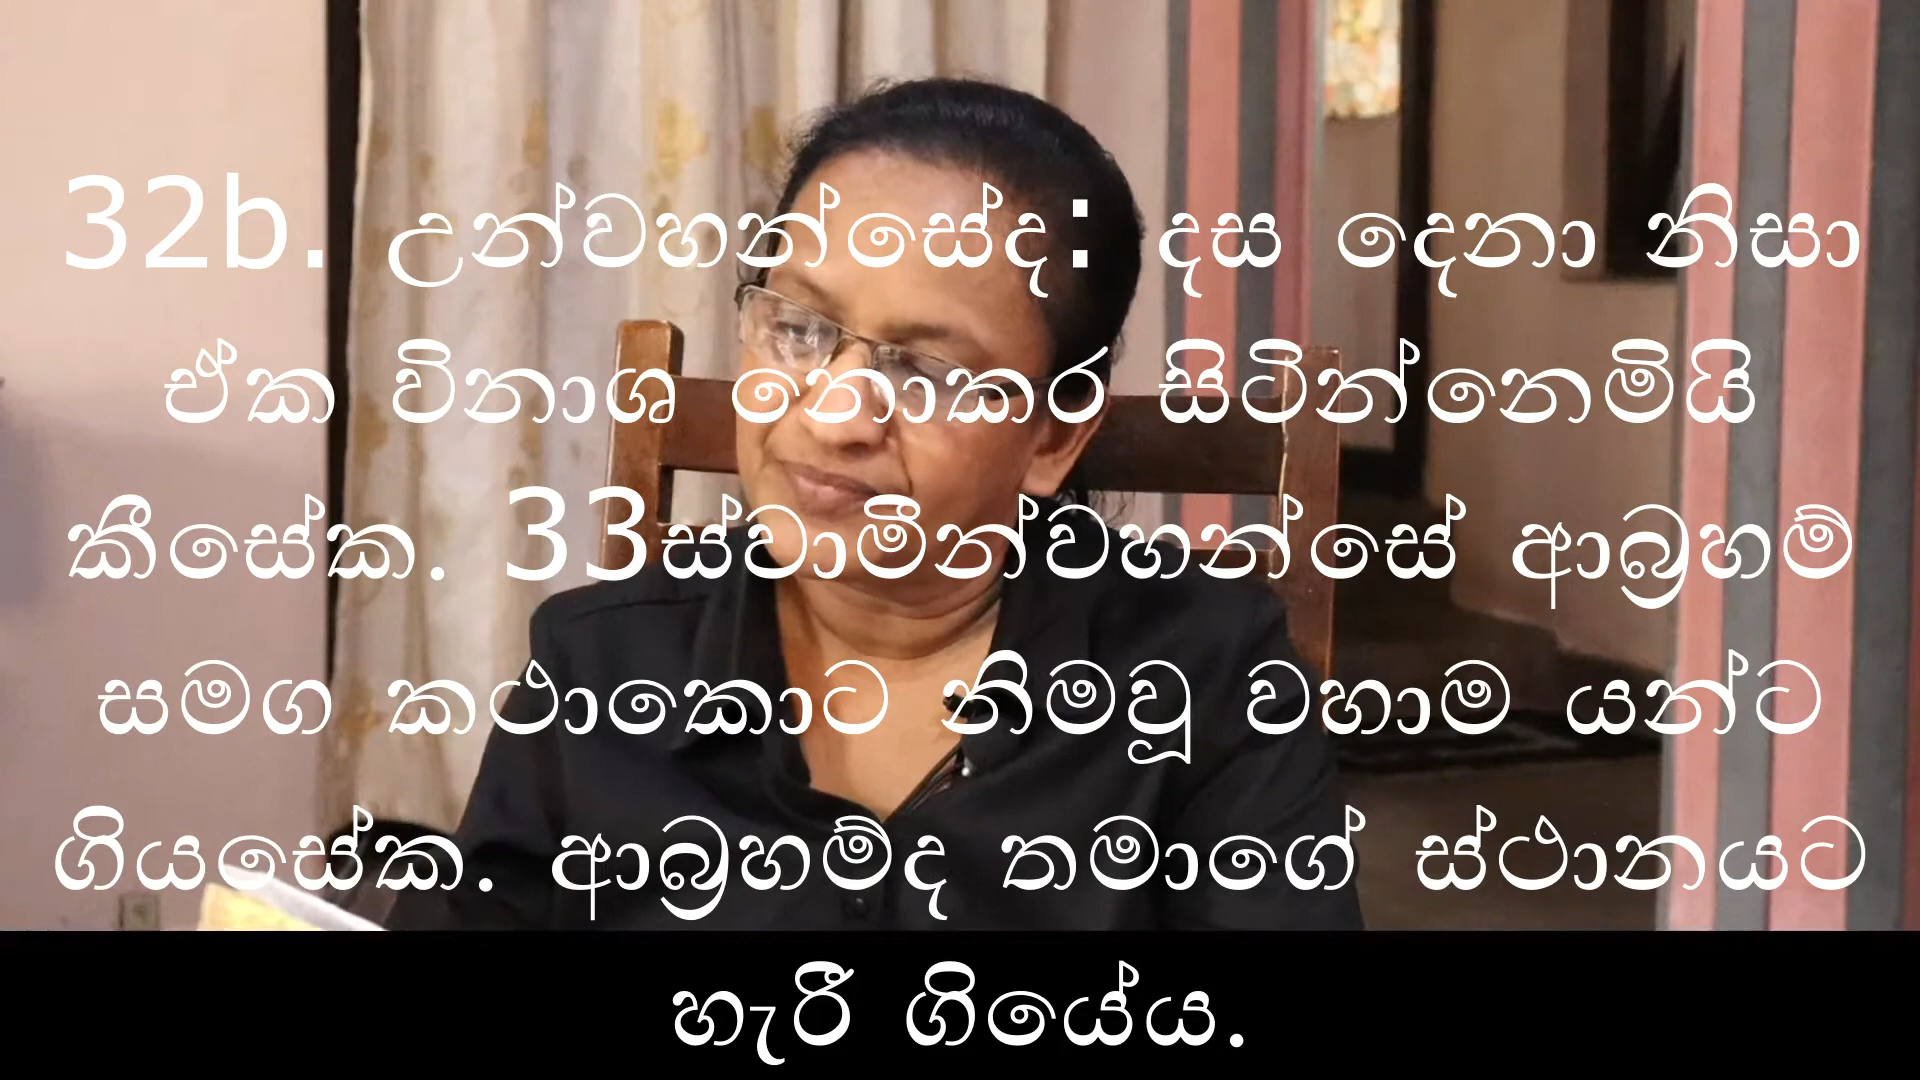 32b. උන්වහන්සේද: දස දෙනා නිසා
ඒක විනාශ නොකර සිටින්නෙමියි
කීසේක. 33ස්වාමීන්වහන්සේ ආබ්‍රහම්
සමග කථාකොට නිමවූ වහාම යන්ට
ගියසේක. ආබ්‍රහම්ද තමාගේ ස්ථානයට
හැරී ගියේය.